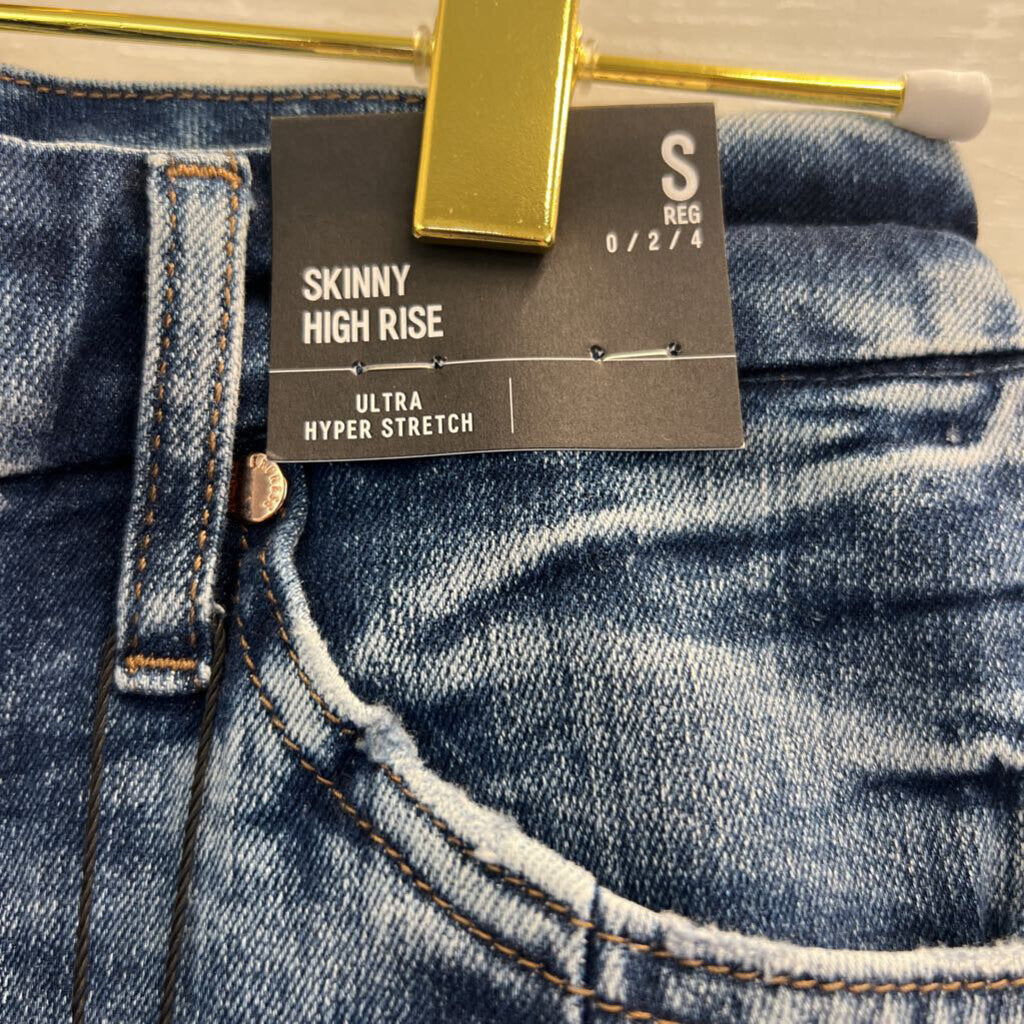 S
REG
0 / 2 / 4
SKINNY
HIGH RISE
ULTRA
HYPER STRETCH